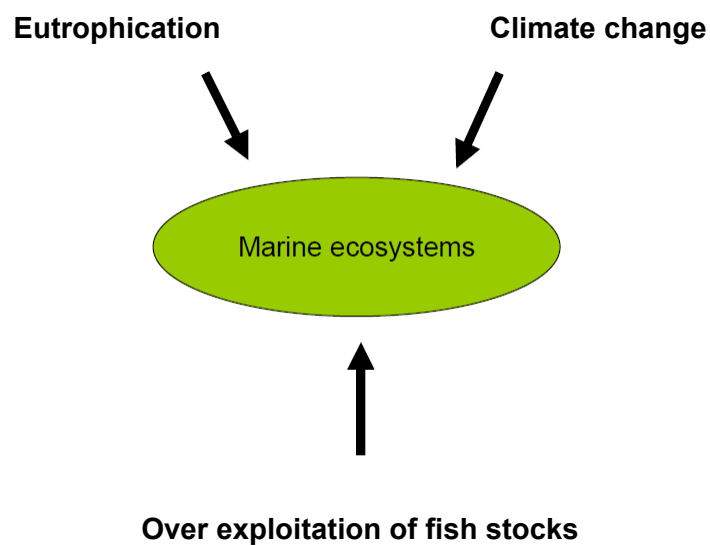 Eutrophication
Climate change
Marine ecosystems
Over exploitation of fish stocks